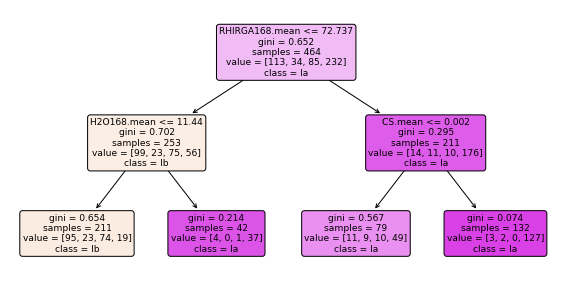 RHIRGA168.mean <= 72.737
gini = 0.652
samples = 464
value = [113, 34, 85, 232]
class = Ia
H2O168.mean <= 11.44
gini = 0.702
samples = 253
value = [99, 23, 75, 56]
class = Ib
CS.mean <= 0.002
gini = 0.295
samples = 211
value = [14, 11, 10, 176]
class = Ia
gini = 0.654
samples = 211
value = [95, 23, 74, 19]
class = Ib
gini = 0.214
samples = 42
value = [4, 0, 1, 37]
class = Ia
gini = 0.567
samples = 79
value = [11, 9, 10, 49]
class = Ia
gini = 0.074
samples = 132
value = [3, 2, 0, 127]
class = Ia